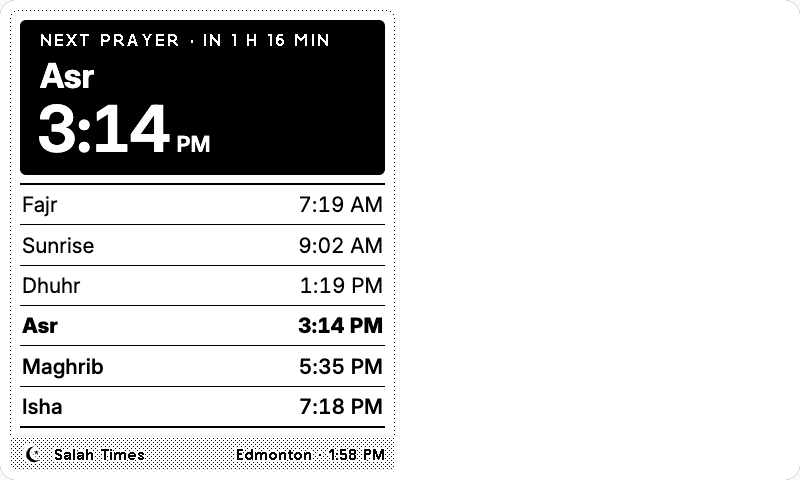 NEXT PRAYER · IN 1 H 16 MIN
Asr
3:14 PM
Fajr 7:19 AM
Sunrise 9:02 AM
Dhuhr 1:19 PM
Asr 3:14 PM
Maghrib 5:35 PM
Isha 7:18 PM
Salah Times Edmonton · 1:58 PM